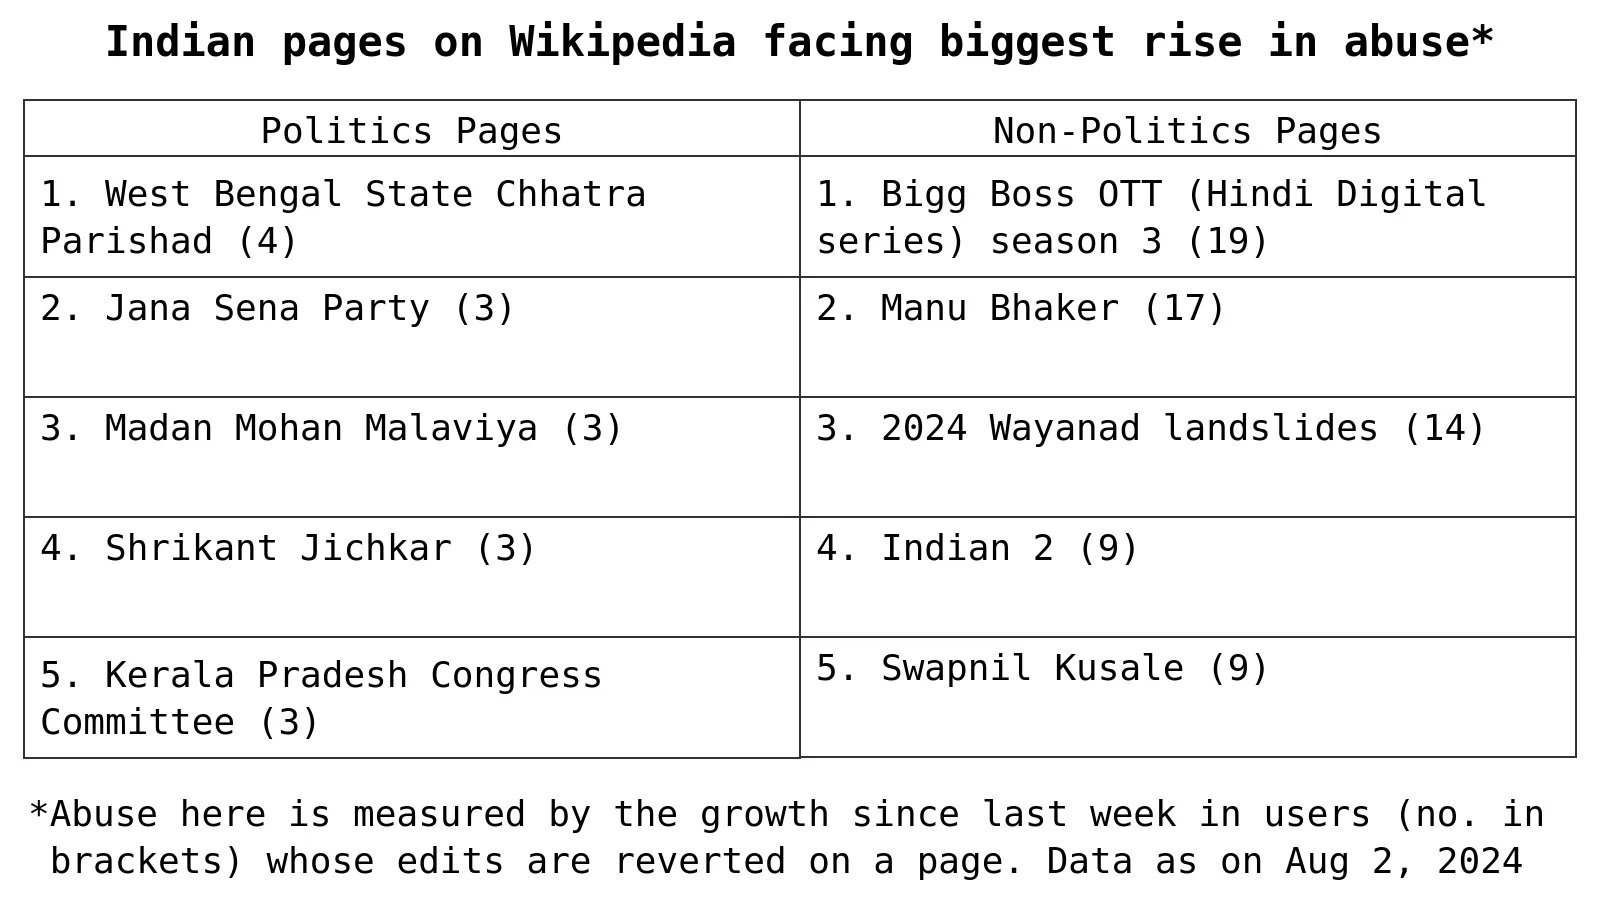 Indian pages on Wikipedia facing biggest rise in abuse*
Politics Pages
Non-Politics Pages
1. West Bengal State Chhatra
Parishad (4)
1. Bigg Boss OTT (Hindi Digital
series) season 3 (19)
2. Jana Sena Party (3)
2. Manu Bhaker (17)
3. Madan Mohan Malaviya (3)
3. 2024 Wayanad landslides (14)
4. Shrikant Jichkar (3)
4. Indian 2 (9)
5. Kerala Pradesh Congress
Committee (3)
5. Swapnil Kusale (9)
*Abuse here is measured by the growth since last week in users (no. in
brackets) whose edits are reverted on a page. Data as on Aug 2, 2024